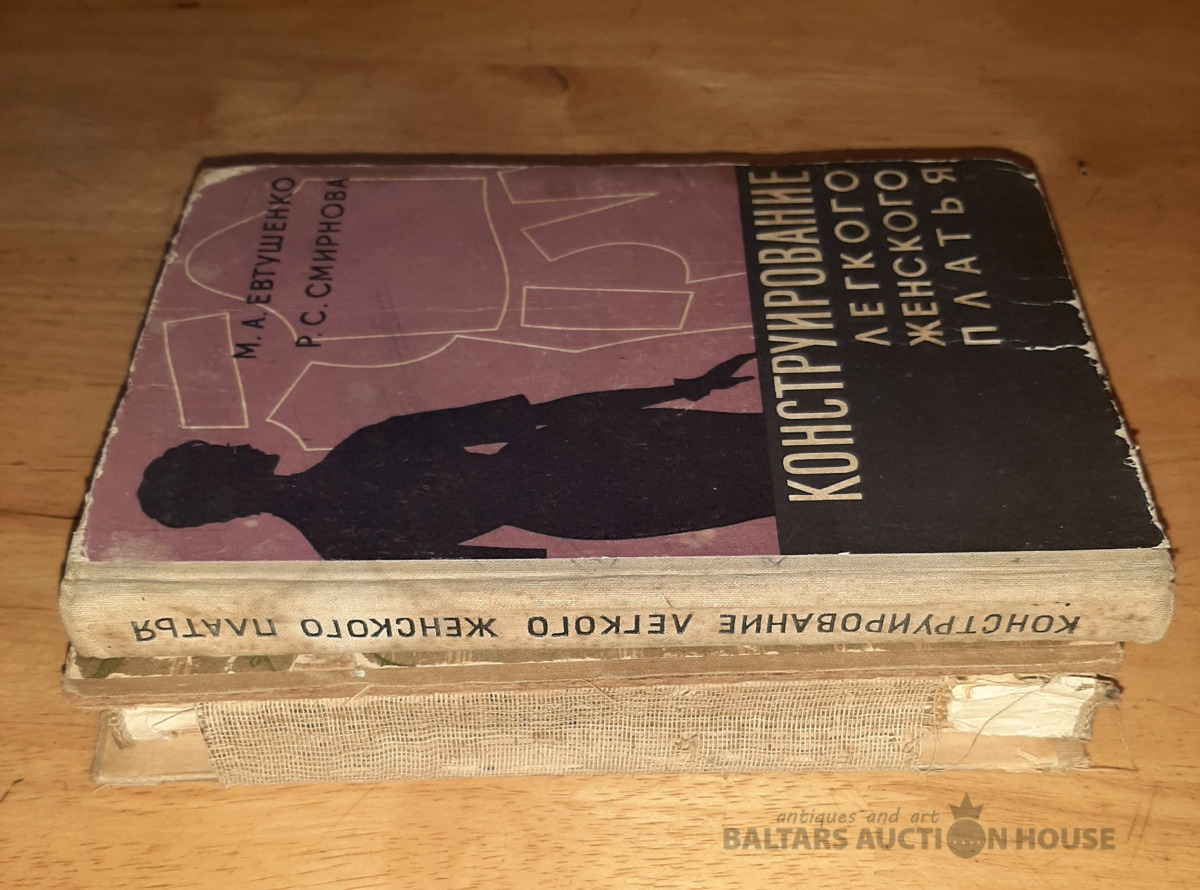 М. А. ЕВТУШЕНКО
Р. С. СМИРНОВА
КОНСТРУИРОВАНИЕ
ЛЕГКОГО
ЖЕНСКОГО
ПЛАТЬЯ
КОНСТРУИРОВАНИЕ ЛЕГКОГО ЖЕНСКОГО ПЛАТЬЯ
antiques and art
BALTARS AUCTION HOUSE